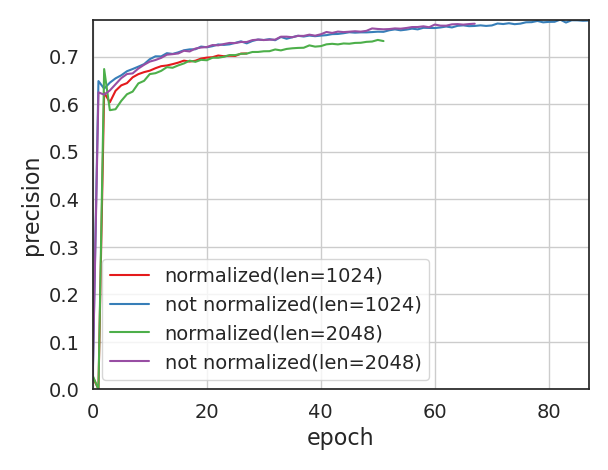 0.7
0.6
0.5
0.4
0.3
0.2
0.1
0.0
precision
normalized(len=1024)
not normalized(len=1024)
normalized(len=2048)
not normalized(len=2048)
0 20 40 60 80
epoch